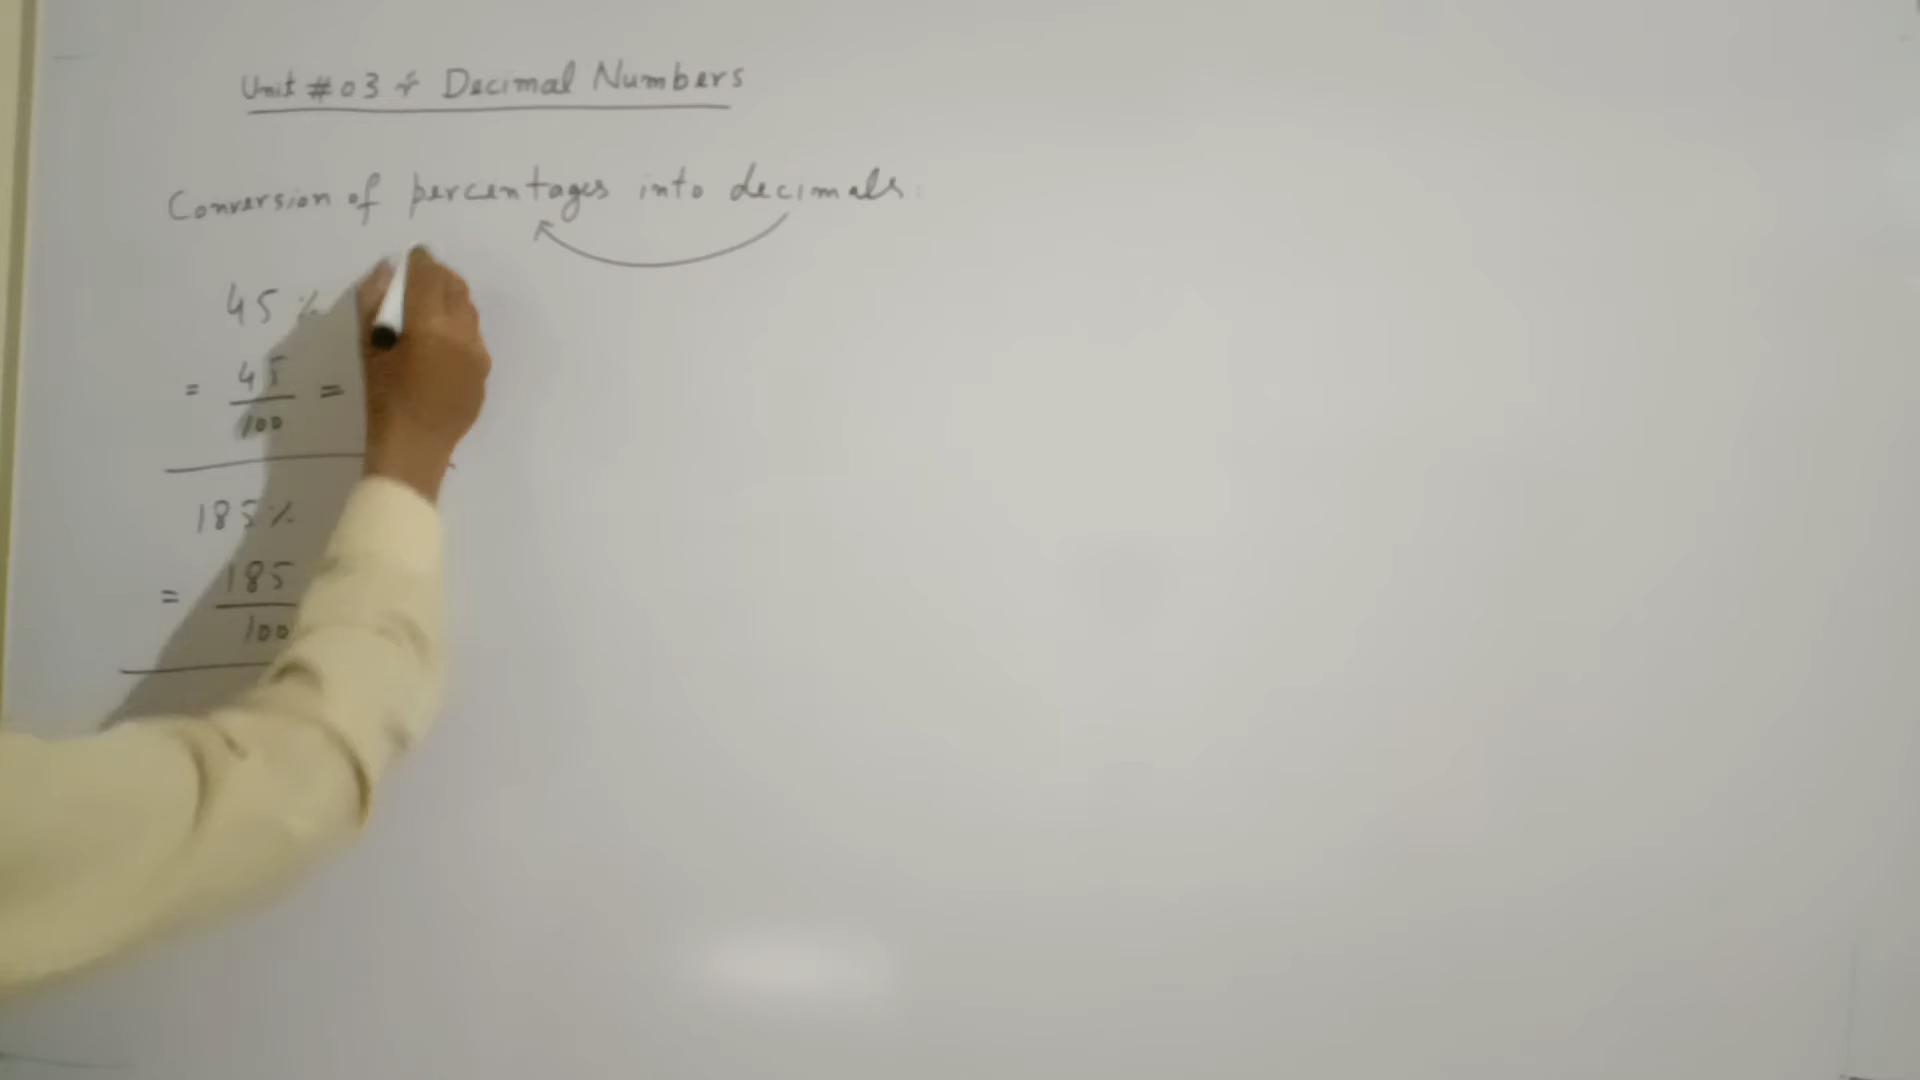 Unit # 03 : Decimal Numbers
Conversion of percentages into decimals:
45 %
= 45/100 =
185 %
= 185/100